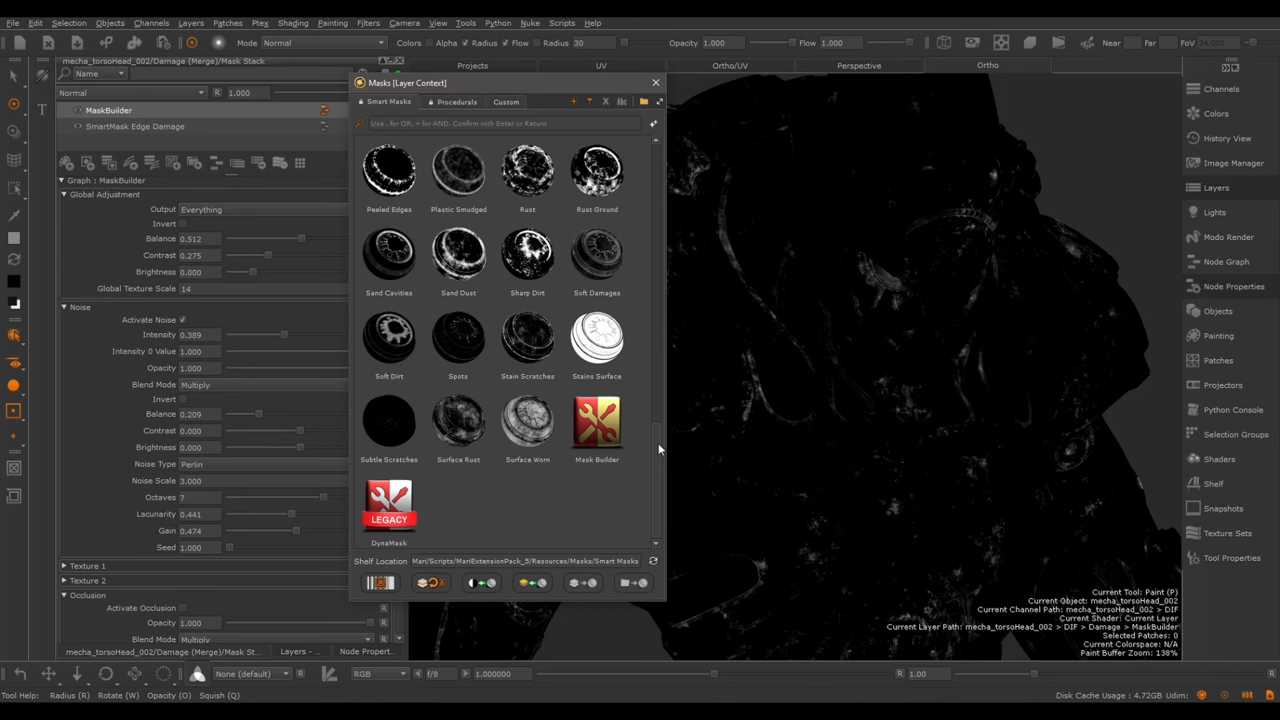 File Edit Selection Objects Channels Layers Patches Ptex Shading Painting Filters Camera View Tools Python Nuke Scripts Help
Mode Normal Colors Alpha Radius Flow Radius 30 Opacity 1.000 Flow 1.000 Near Far FoV 24.000
mecha_torsoHead_002/Damage (Merge)/Mask Stack
Projects UV Ortho/UV Perspective Ortho
Name
Normal R 1.000
MaskBuilder
SmartMask Edge Damage
Graph : MaskBuilder
Global Adjustment
Output Everything
Invert
Balance 0.512
Contrast 0.275
Brightness 0.000
Global Texture Scale 14
Noise
Activate Noise
Intensity 0.389
Intensity 0 Value 1.000
Opacity 1.000
Blend Mode Multiply
Invert
Balance 0.209
Contrast 0.000
Brightness 0.000
Noise Type Perlin
Noise Scale 3.000
Octaves 7
Lacunarity 0.441
Gain 0.474
Seed 1.000
Texture 1
Texture 2
Occlusion
Activate Occlusion R
Opacity 1.000 R
Blend Mode Multiply R
mecha_torsoHead_002/Damage (Merge)/Mask St... Layers - ... Node Propert...
Masks [Layer Context]
Smart Masks Procedurals Custom
Use , for OR, + for AND. Confirm with Enter or Return
Peeled Edges Plastic Smudged Rust Rust Ground
Sand Cavities Sand Dust Sharp Dirt Soft Damages
Soft Dirt Spots Stain Scratches Stains Surface
Subtle Scratches Surface Rust Surface Worn Mask Builder
LEGACY
DynaMask
Shelf Location Mari/Scripts/MariExtensionPack_5/Resources/Masks/Smart Masks
Channels
Colors
History View
Image Manager
Layers
Lights
Modo Render
Node Graph
Node Properties
Objects
Painting
Patches
Projectors
Python Console
Selection Groups
Shaders
Shelf
Snapshots
Texture Sets
Tool Properties
Current Tool: Paint (P)
Current Object: mecha_torsoHead_002
Current Channel Path: mecha_torsoHead_002 > DIF
Current Shader: Current Layer
Current Layer Path: mecha_torsoHead_002 > DIF > Damage > MaskBuilder
Selected Patches: 0
Current Colorspace: N/A
Paint Buffer Zoom: 138%
None (default) R RGB f/8 1.000000 R 1.00 R
Tool Help: Radius (R) Rotate (W) Opacity (O) Squish (Q) Disk Cache Usage : 4.72GB Udim: